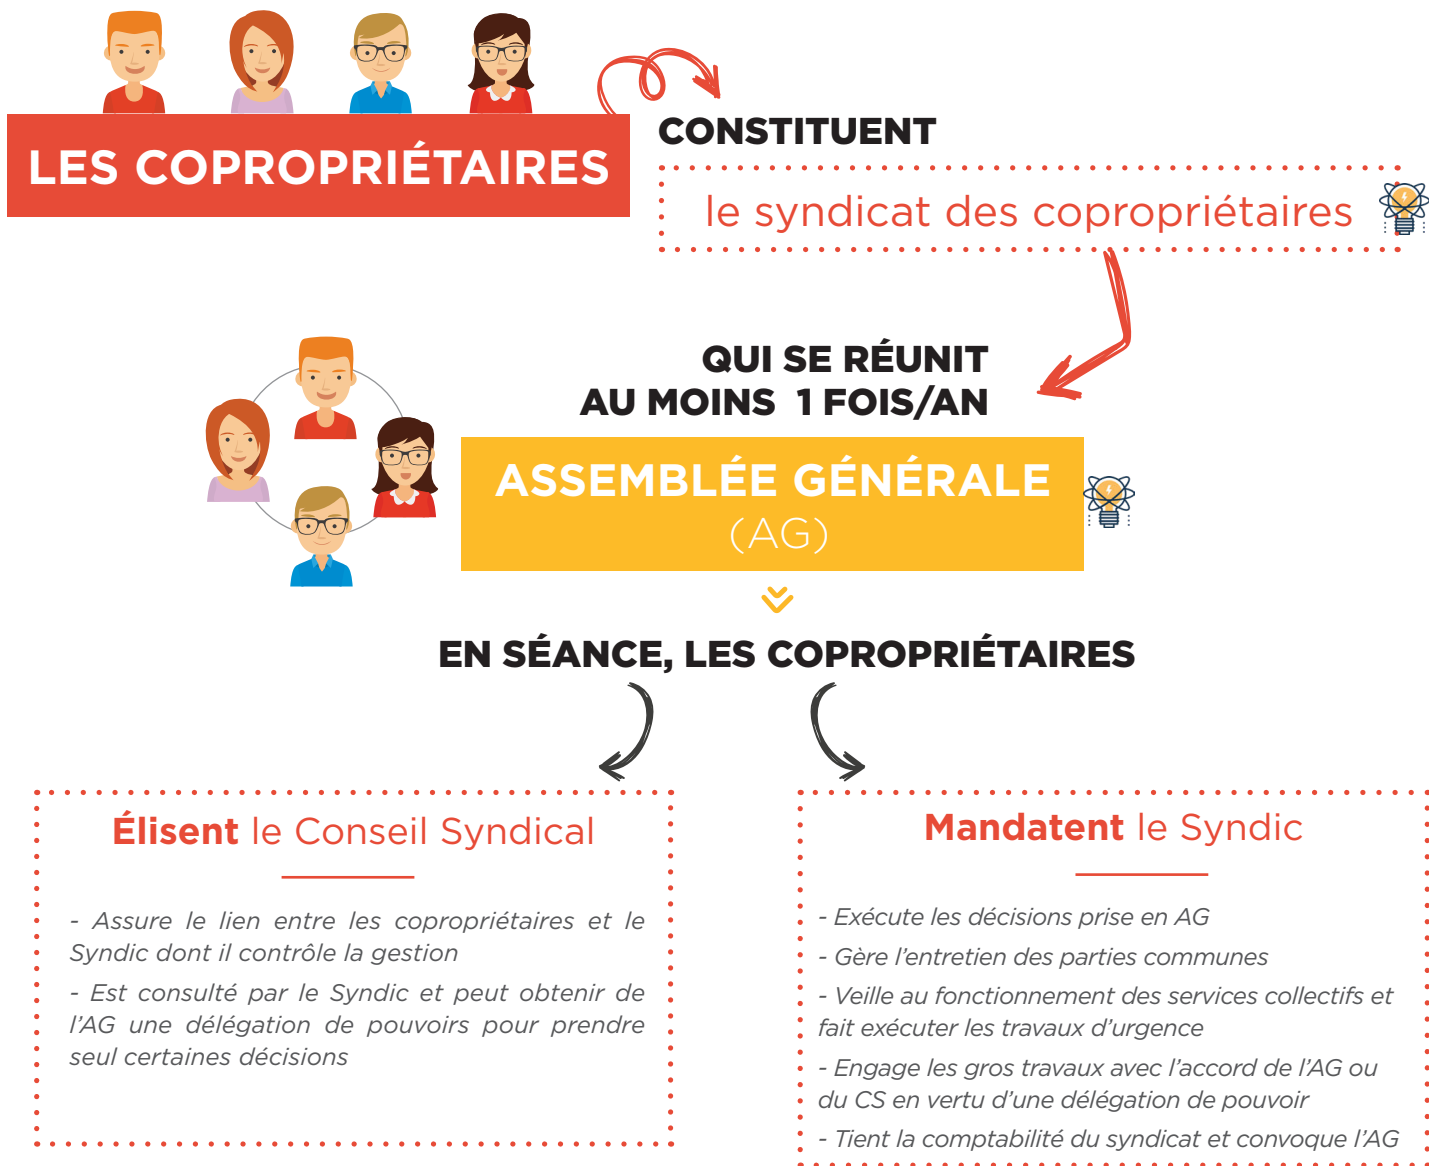 LES COPROPRIÉTAIRES
CONSTITUENT
le syndicat des copropriétaires
QUI SE RÉUNIT
AU MOINS 1 FOIS/AN
ASSEMBLÉE GÉNÉRALE
(AG)
EN SÉANCE, LES COPROPRIÉTAIRES
Élisent le Conseil Syndical
- Assure le lien entre les copropriétaires et le
Syndic dont il contrôle la gestion
- Est consulté par le Syndic et peut obtenir de
l'AG une délégation de pouvoirs pour prendre
seul certaines décisions
Mandatent le Syndic
- Exécute les décisions prise en AG
- Gère l'entretien des parties communes
- Veille au fonctionnement des services collectifs et
fait exécuter les travaux d'urgence
- Engage les gros travaux avec l'accord de l'AG ou
du CS en vertu d'une délégation de pouvoir
- Tient la comptabilité du syndicat et convoque l'AG